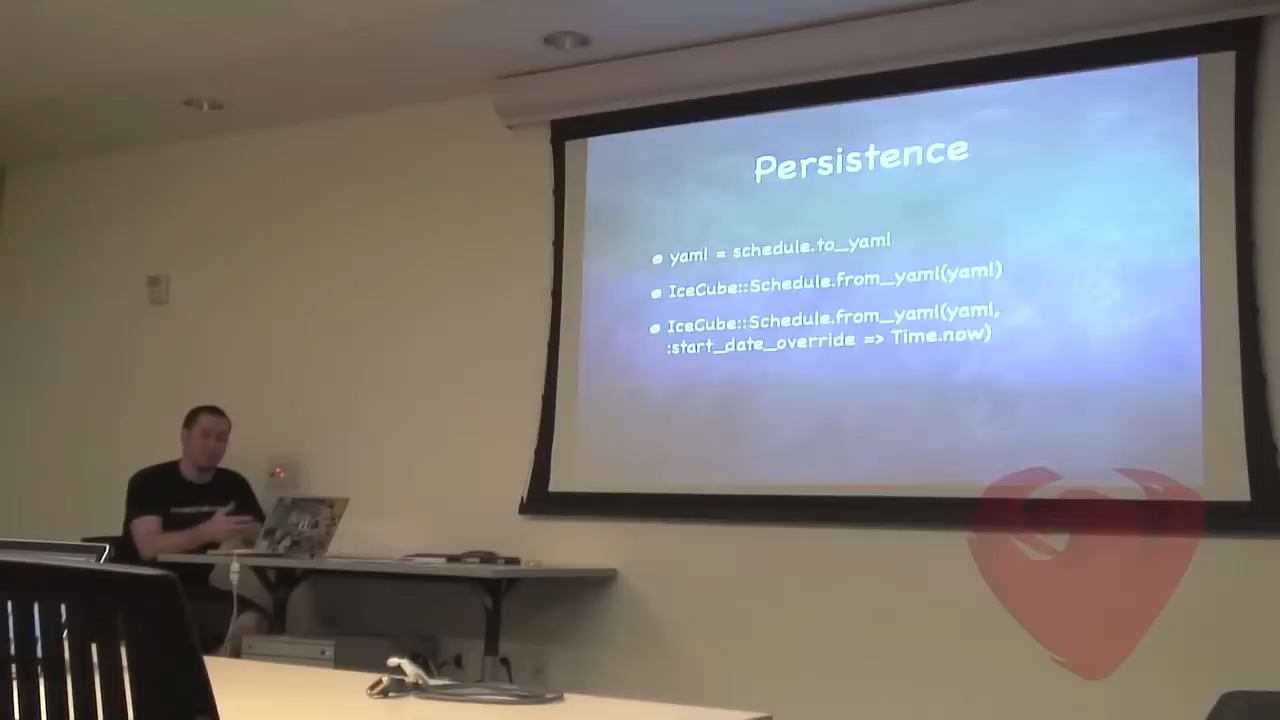 Persistence
yaml = schedule.to_yaml
IceCube::Schedule.from_yaml(yaml)
IceCube::Schedule.from_yaml(yaml,
:start_date_override => Time.now)